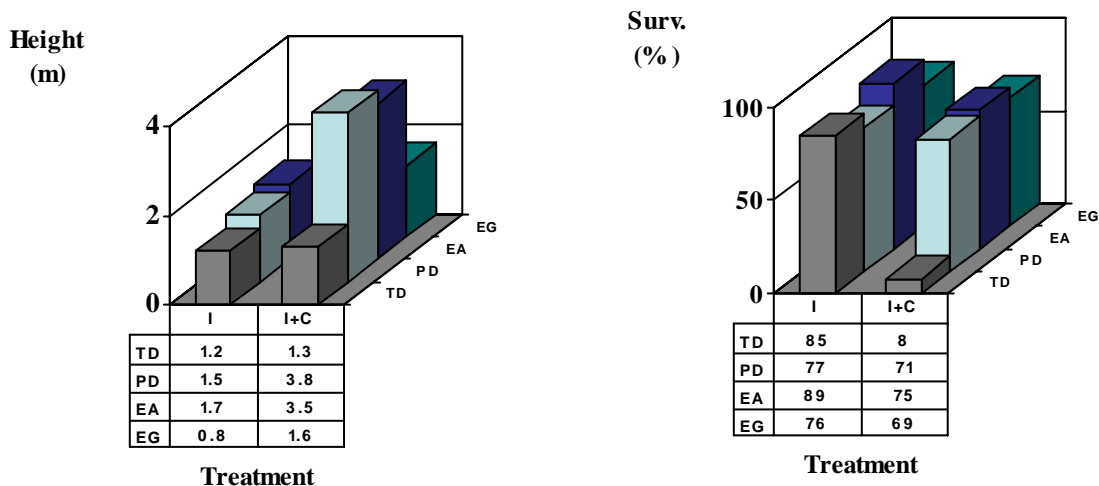 Height
(m)
4
2
0
EG
EA
PD
TD
I I+C
TD 1.2 1.3
PD 1.5 3.8
EA 1.7 3.5
EG 0.8 1.6
Treatment
Surv.
(%)
100
50
0
EG
EA
PD
TD
I I+C
TD 85 8
PD 77 71
EA 89 75
EG 76 69
Treatment